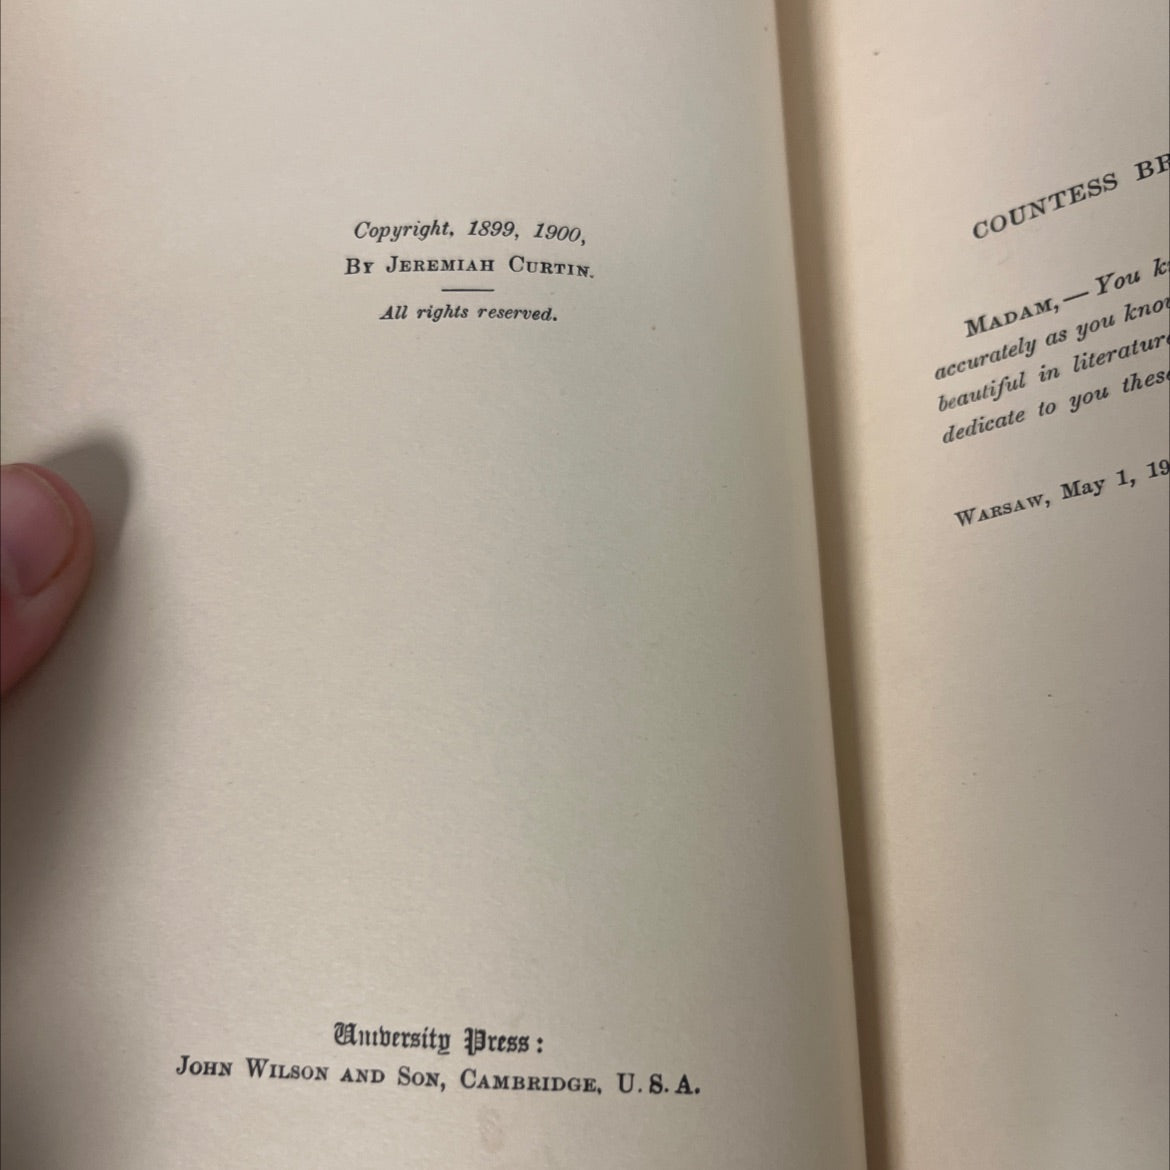 Copyright, 1899, 1900,
By Jeremiah Curtin.
All rights reserved.
University Press:
John Wilson and Son, Cambridge, U.S.A.
COUNTESS
Madam,—You
accurately as you
beautiful in
dedicate to you
Warsaw, May 1,